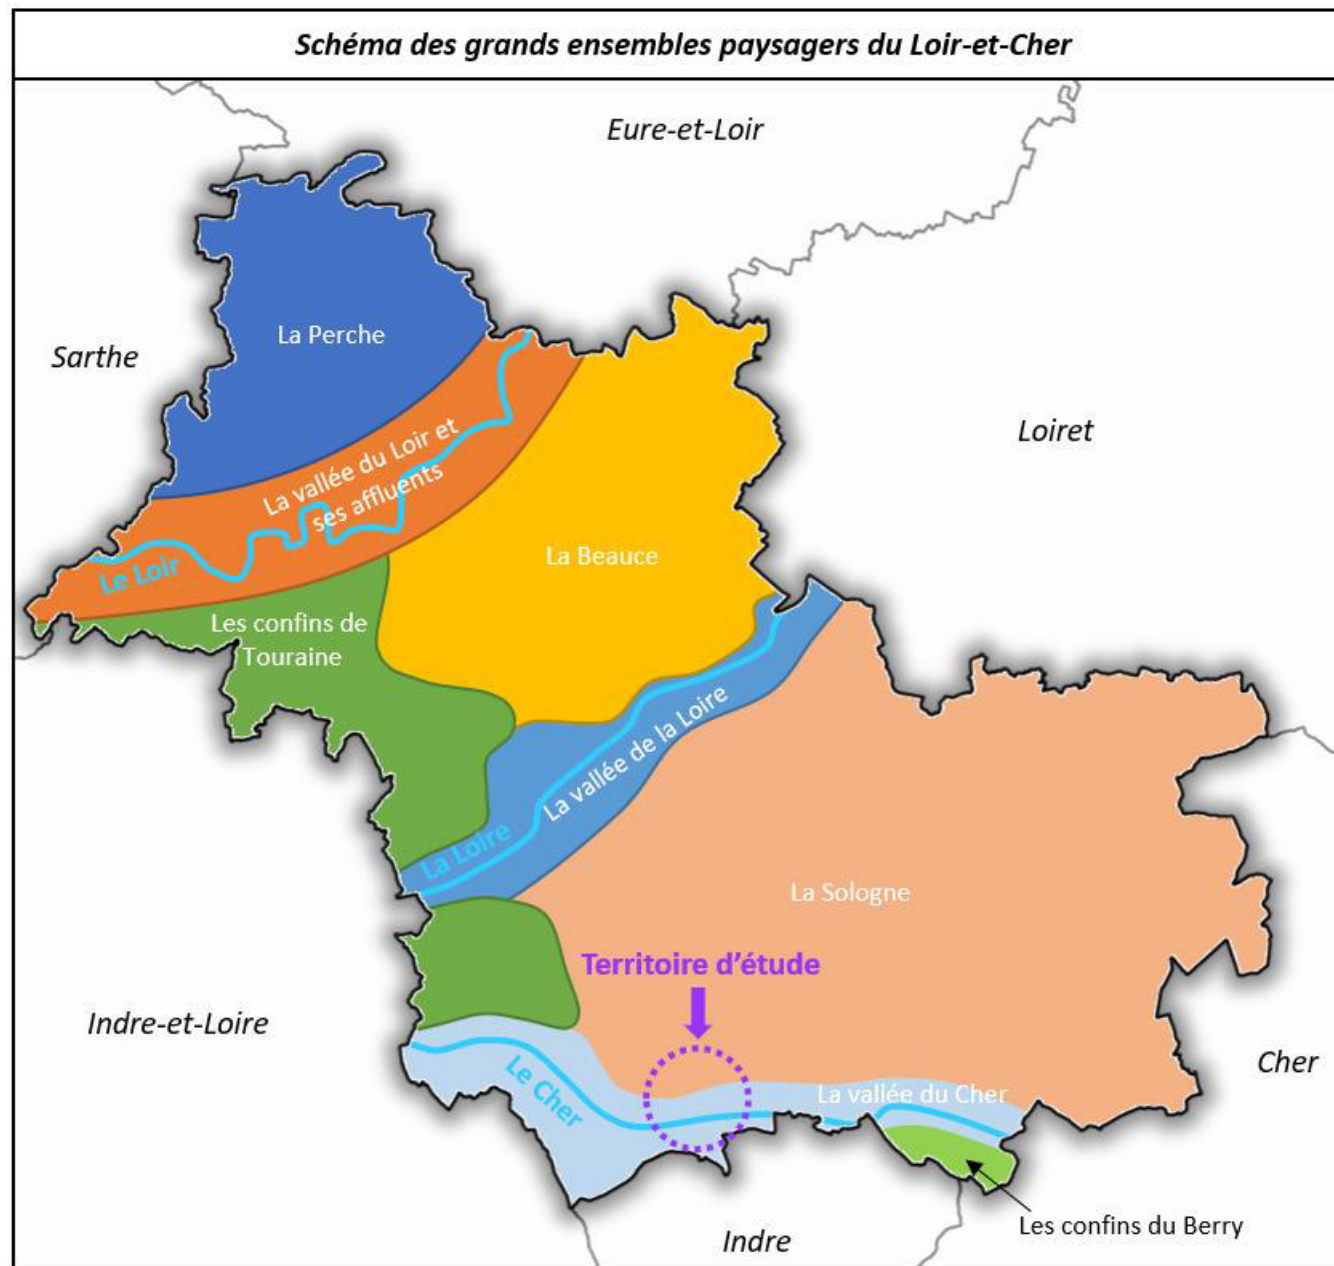 Schéma des grands ensembles paysagers du Loir-et-Cher
Eure-et-Loir
La Perche
Sarthe
Loiret
La vallée du Loir et
ses affluents
La Beauce
Le Loir
Les confins de
Touraine
La vallée de la Loire
La Loire
La Sologne
Territoire d'étude
Indre-et-Loire
Cher
Le Cher
La vallée du Cher
Les confins du Berry
Indre